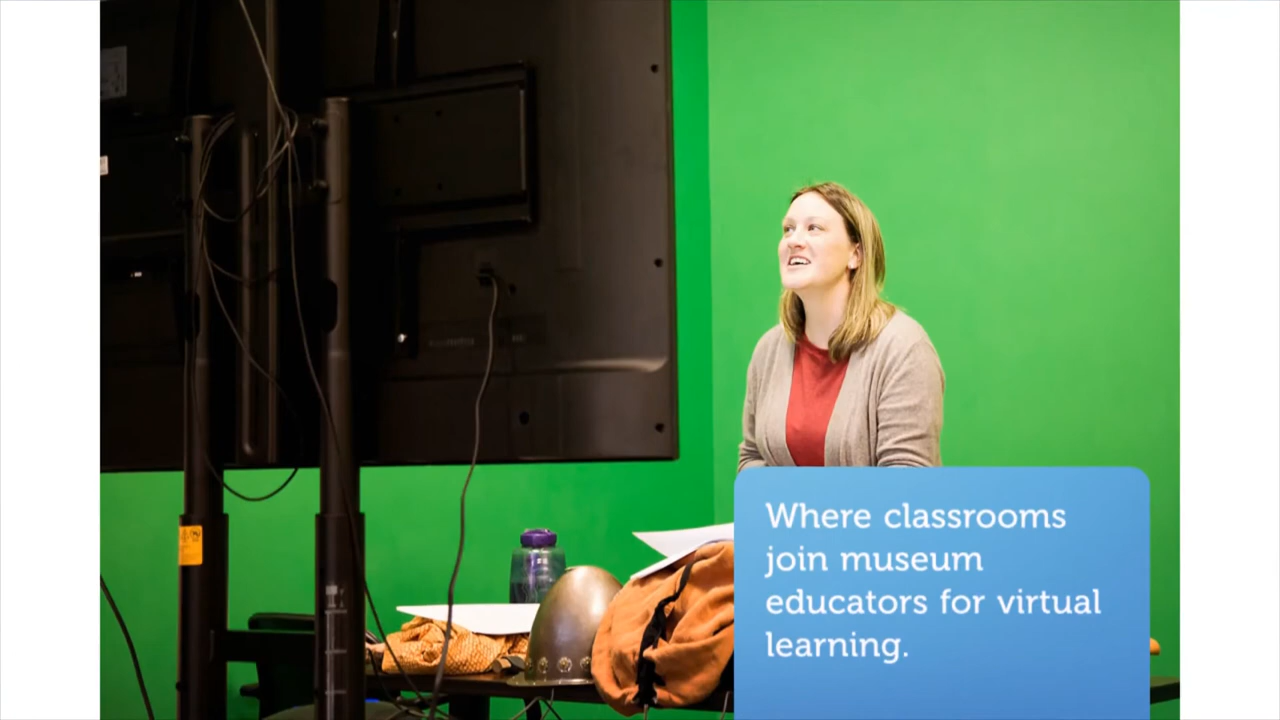 Where classrooms
join museum
educators for virtual
learning.